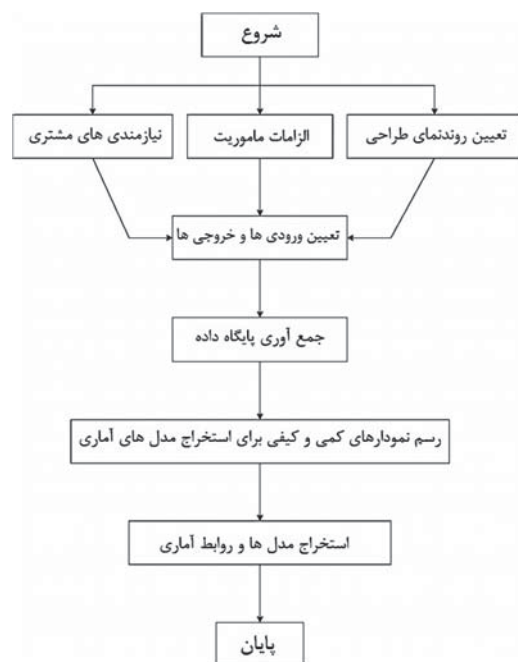 شروع
تعیین روندنمای طراحی
الزامات ماموریت
نیازمندی های مشتری
تعیین ورودی ها و خروجی ها
جمع آوری پایگاه داده
رسم نمودارهای کمی و کیفی برای استخراج مدل های آماری
استخراج مدل ها و روابط آماری
پایان